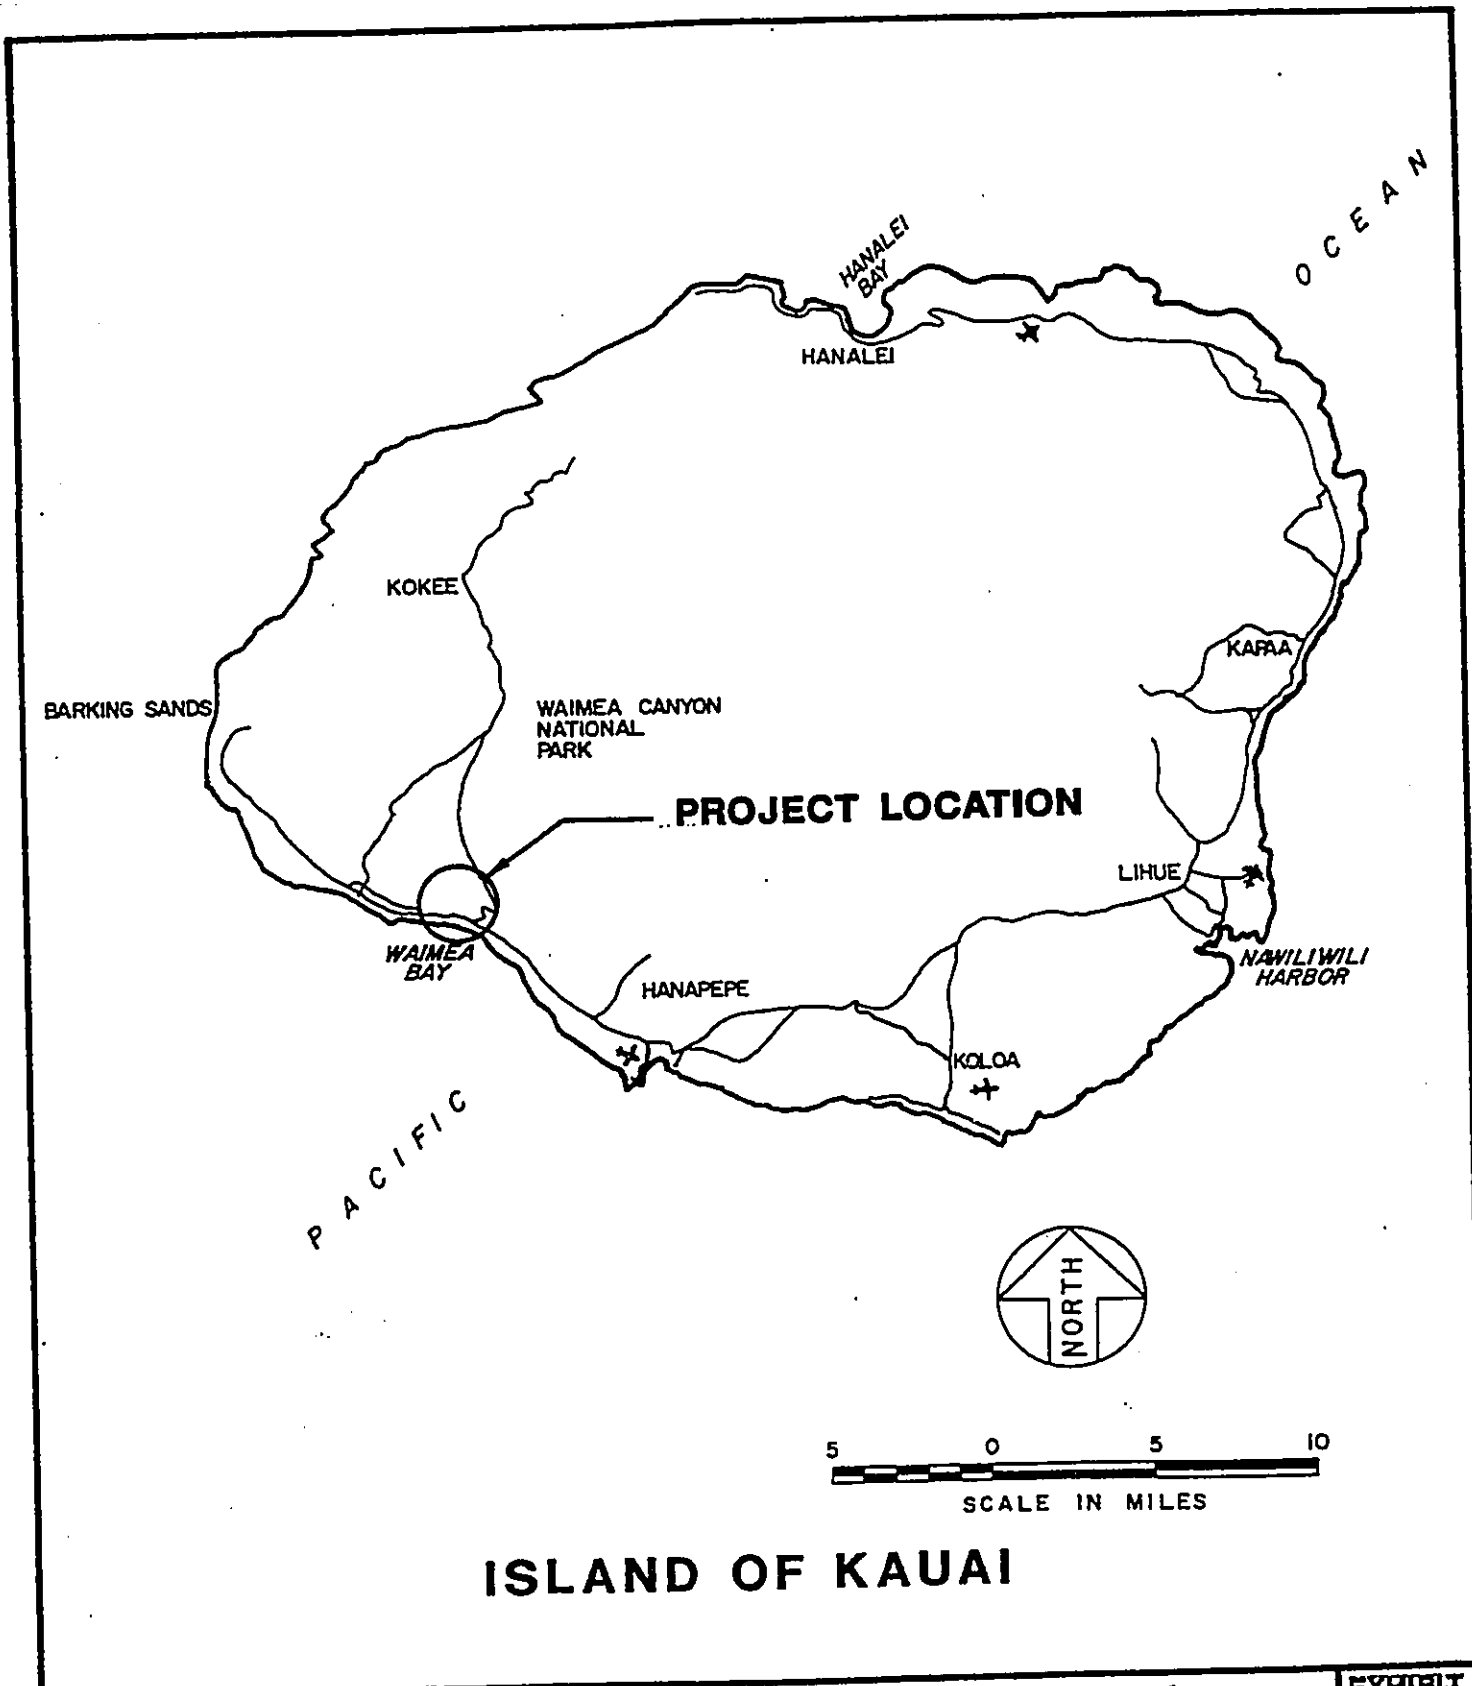 OCEAN
HANALEI
BAY
HANALEI
KOKEE
KAPAA
BARKING SANDS
WAIMEA CANYON
NATIONAL
PARK
PROJECT LOCATION
LIHUE
WAIMEA
BAY
NAWILIWILI
HARBOR
HANAPEPE
KOLOA
PACIFIC
NORTH
5 0 5 10
SCALE IN MILES
ISLAND OF KAUAI
EXHIBIT